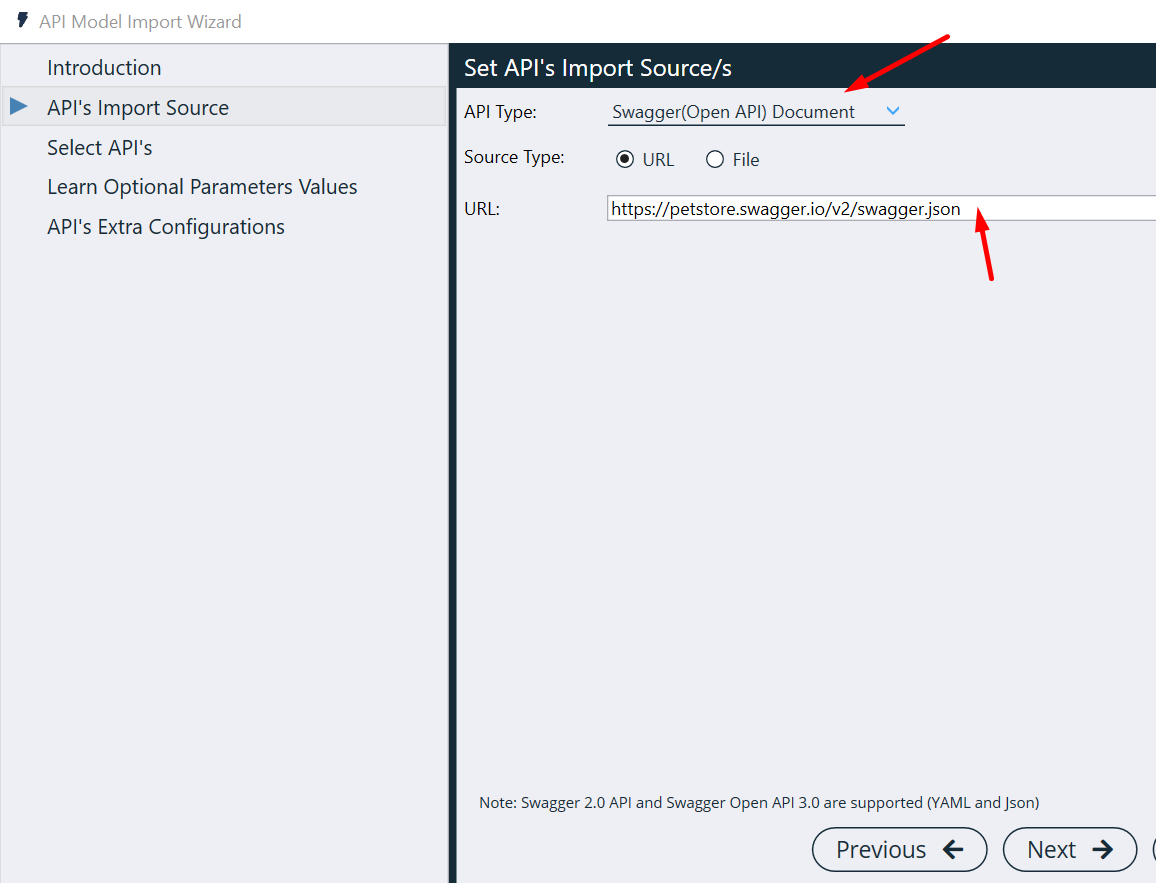 API Model Import Wizard
Introduction
API's Import Source
Select API's
Learn Optional Parameters Values
API's Extra Configurations
Set API's Import Source/s
API Type: Swagger(Open API) Document
Source Type: URL File
URL: https://petstore.swagger.io/v2/swagger.json
Note: Swagger 2.0 API and Swagger Open API 3.0 are supported (YAML and Json)
Previous Next